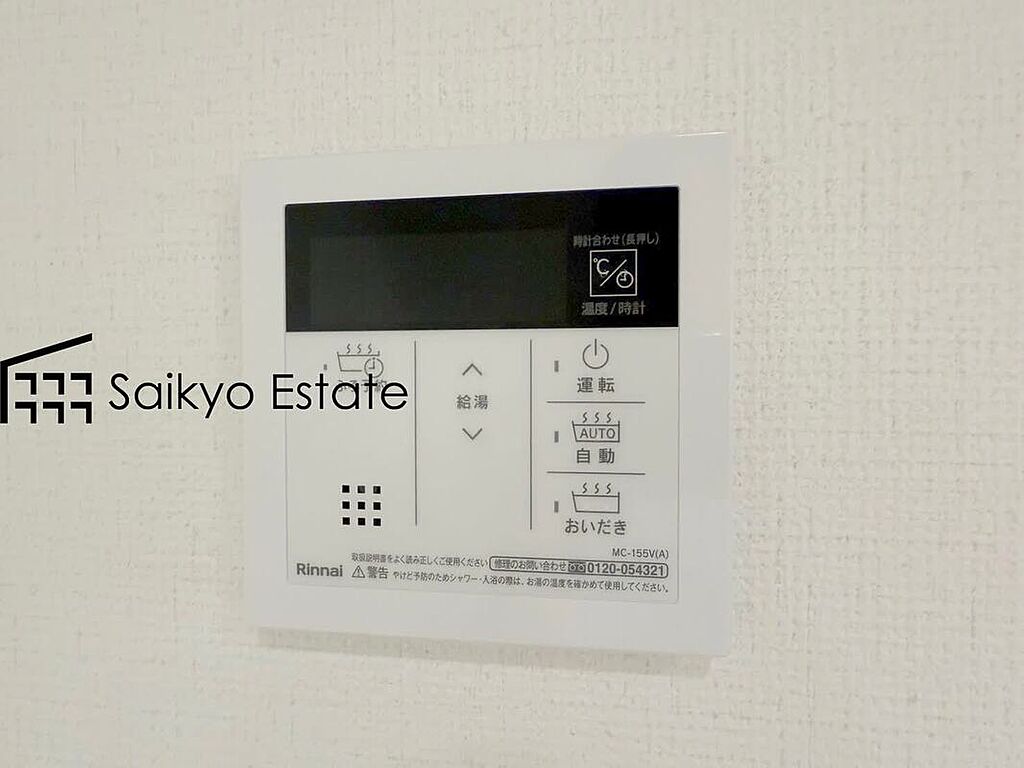 時計合わせ(長押し)
℃
温度/時計
Saikyo Estate
給湯
運転
AUTO
自動
おいだき
MC-155V(A)
取扱説明書をよく読み正しくご使用ください 修理のお問い合わせ 0120-054321
Rinnai 警告 やけど予防のためシャワー・入浴の際は、お湯の温度を確かめて使用してください。